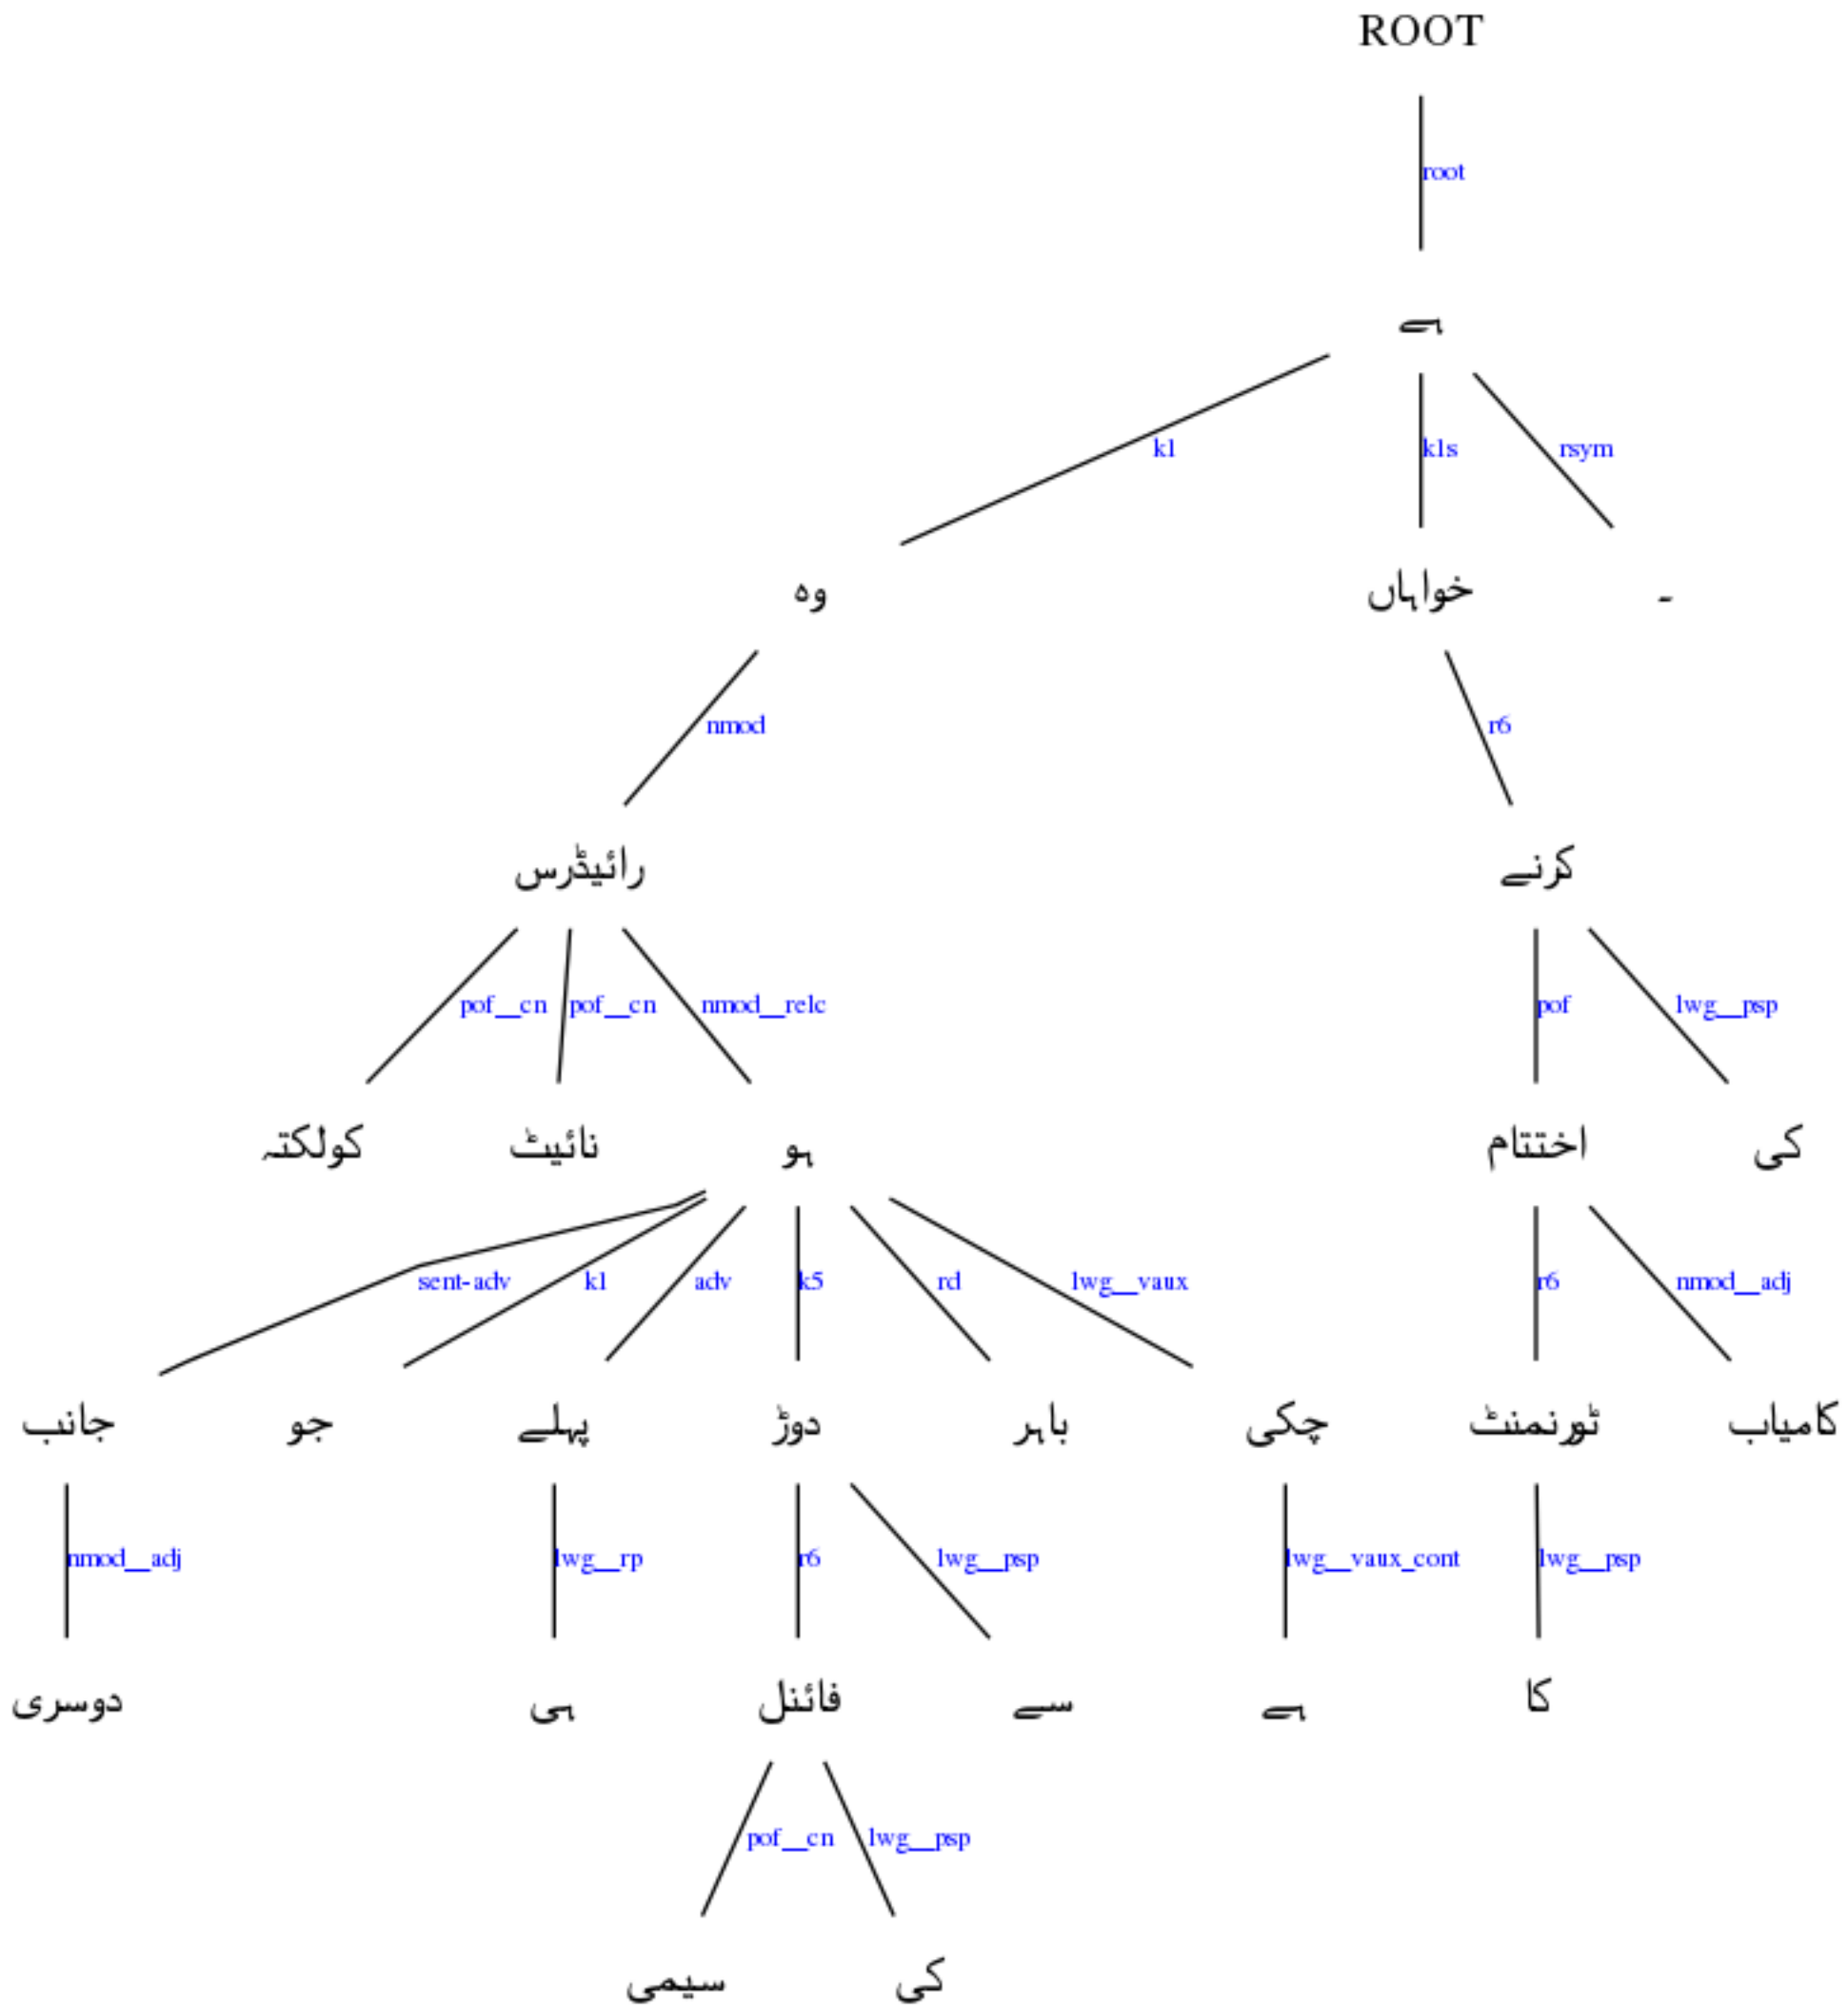 ROOT
root
ہے
k1 k1s rsym
وہ خواہاں ۔
nmod r6
رائیڈرس کرنے
pof__cn pof__cn nmod__relc pof lwg__psp
کولکتہ نائیٹ ہو اختتام کی
sent-adv k1 adv k5 rd lwg__vaux r6 nmod__adj
جانب جو پہلے دوڑ باہر چکی ٹورنمنٹ کامیاب
nmod__adj lwg__rp r6 lwg__psp lwg__vaux_cont lwg__psp
دوسری ہی فائنل سے ہے کا
pof__cn lwg__psp
سیمی کی